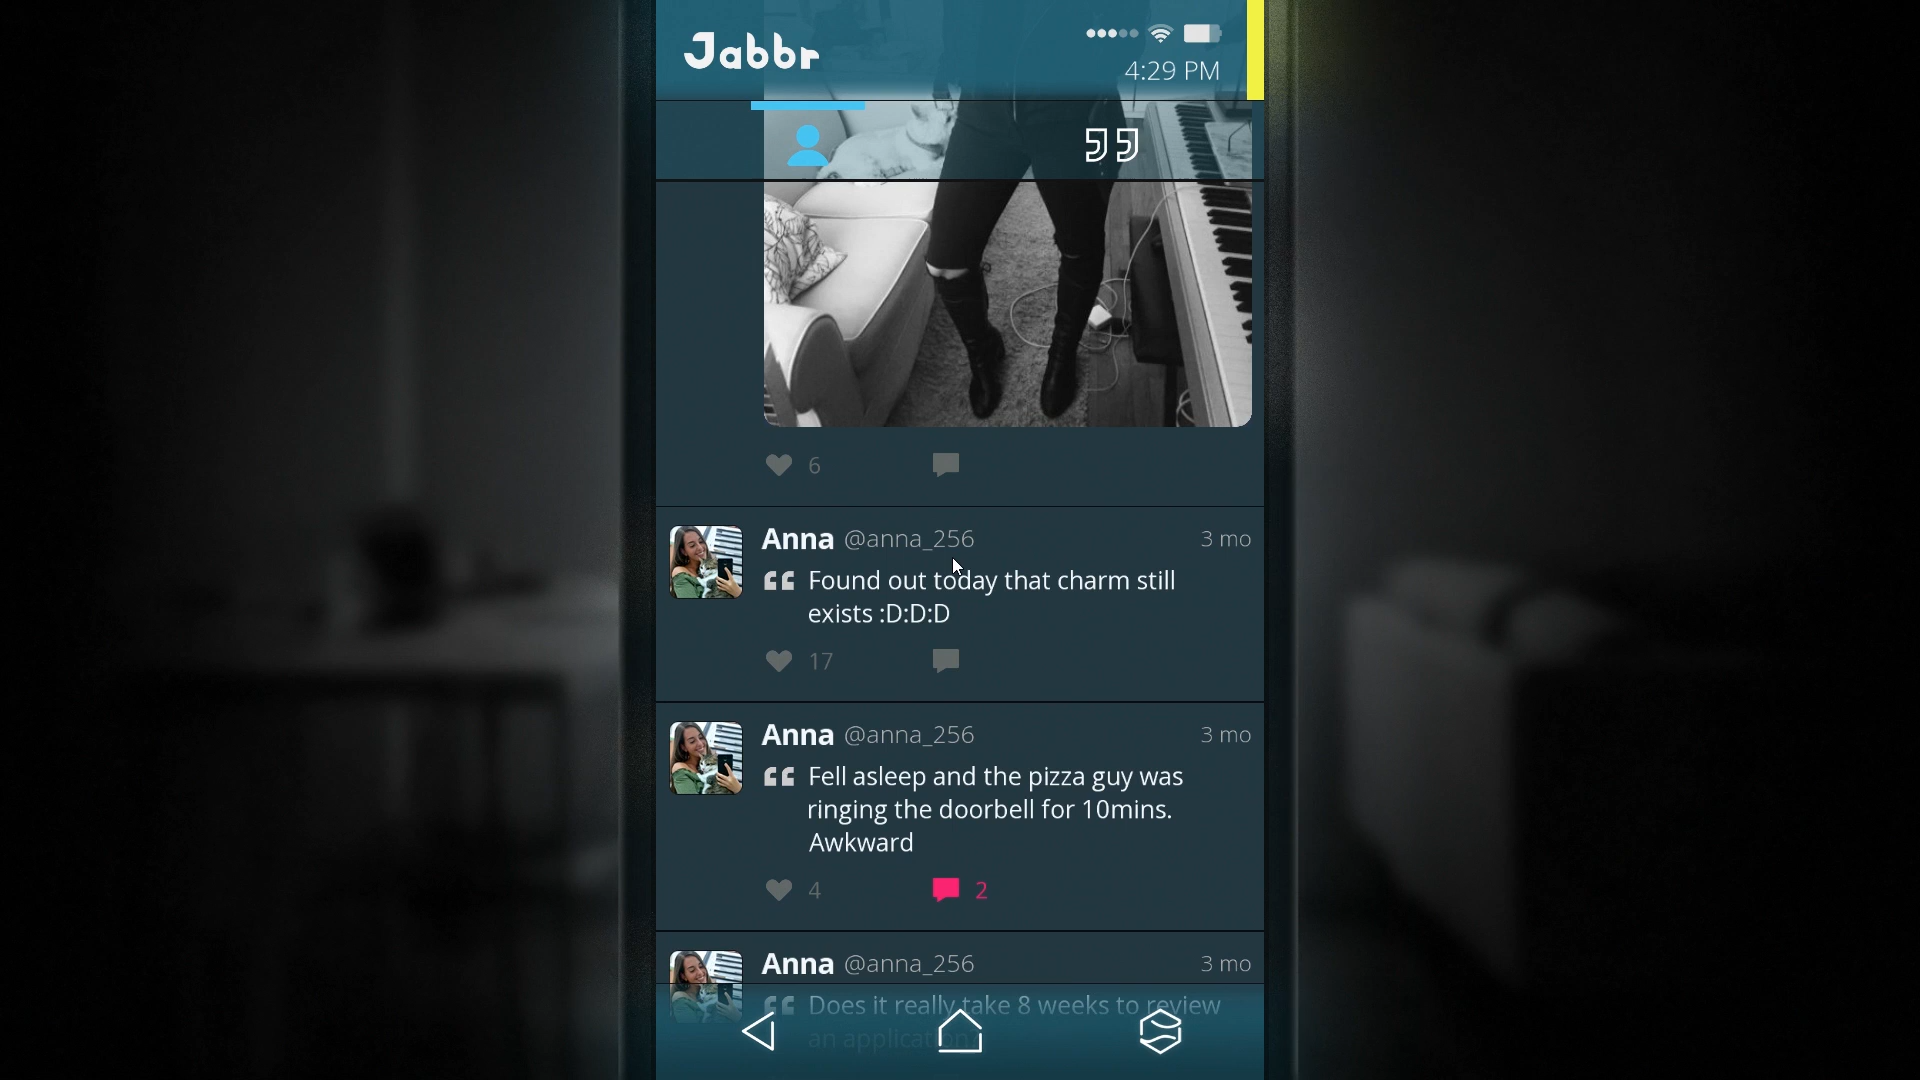 Jabbr
4:29 PM
6
Anna @anna_256 3 mo
Found out today that charm still
exists :D:D:D
17
Anna @anna_256 3 mo
Fell asleep and the pizza guy was
ringing the doorbell for 10mins.
Awkward
4 2
Anna @anna_256 3 mo
Does it really take 8 weeks to review
an application?